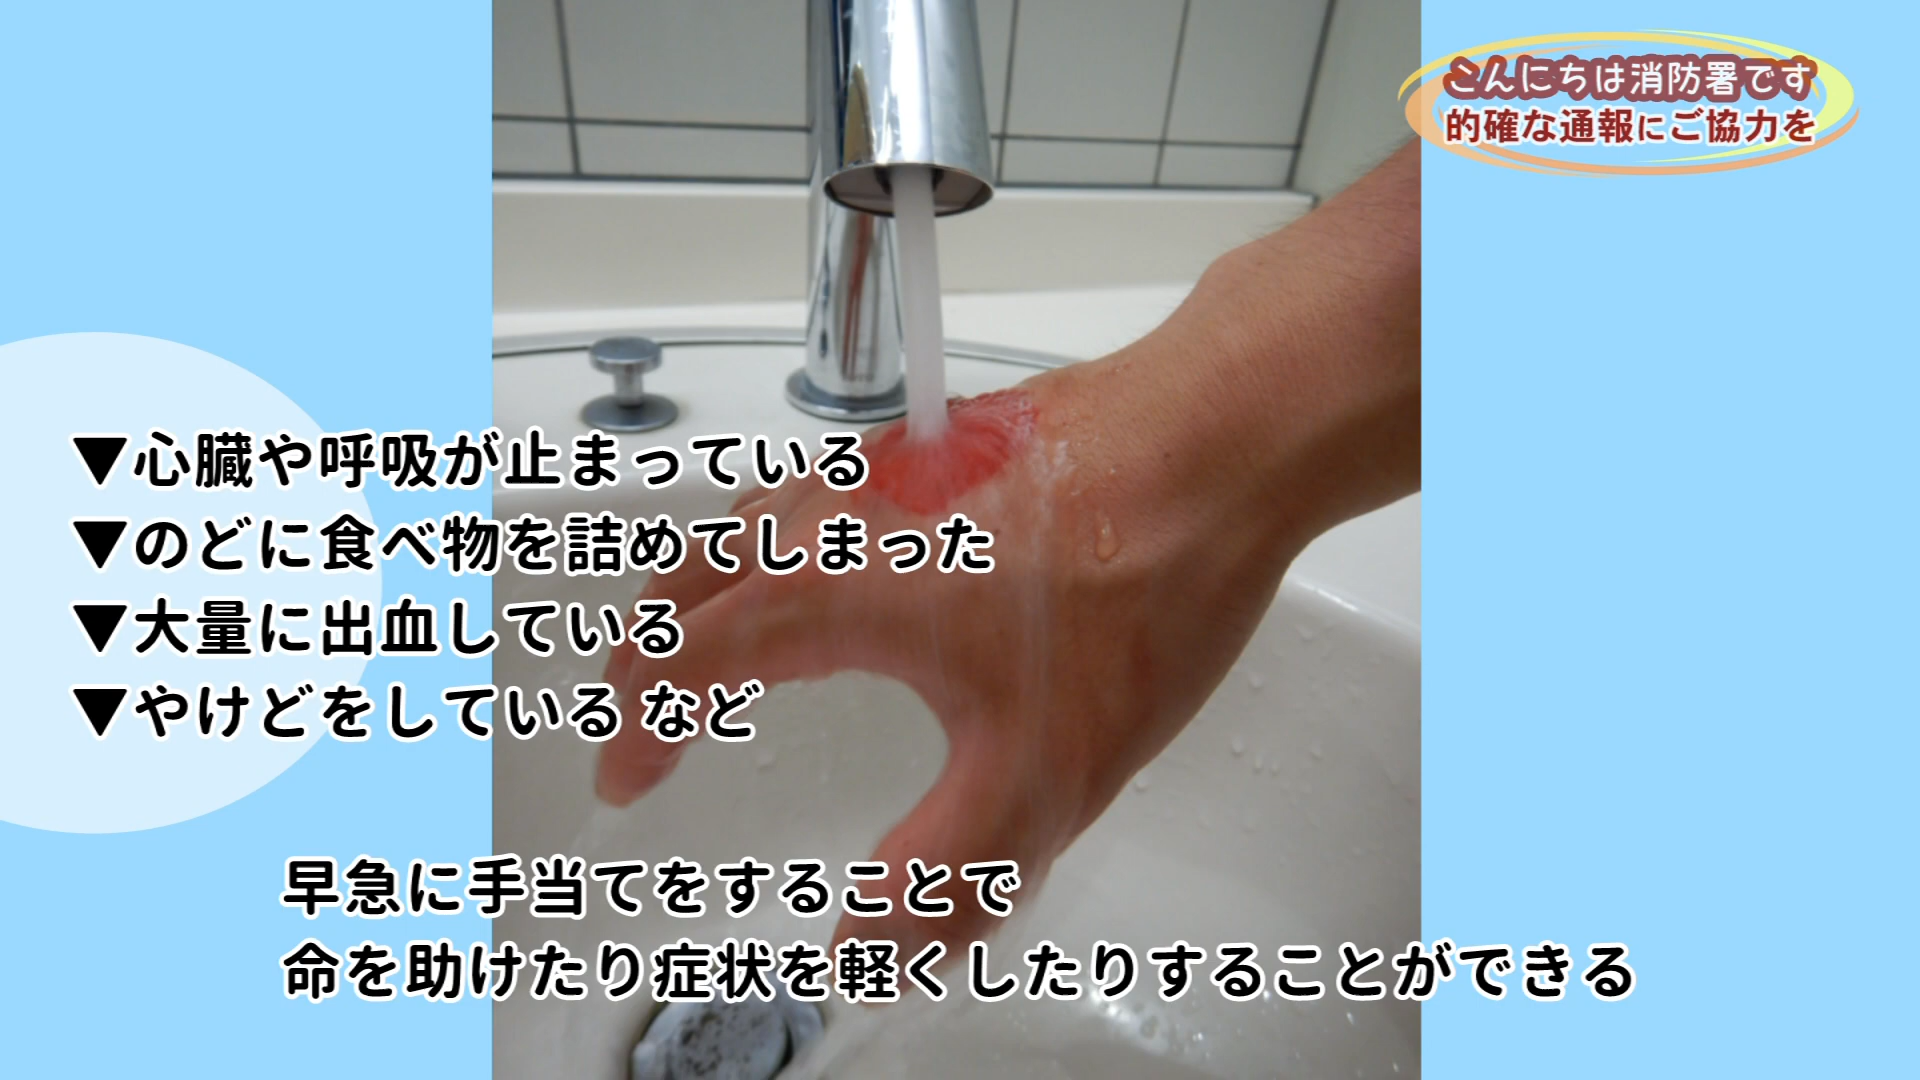 こんにちは消防署です
的確な通報にご協力を
▼心臓や呼吸が止まっている
▼のどに食べ物を詰めてしまった
▼大量に出血している
▼やけどをしている など
早急に手当てをすることで
命を助けたり症状を軽くしたりすることができる